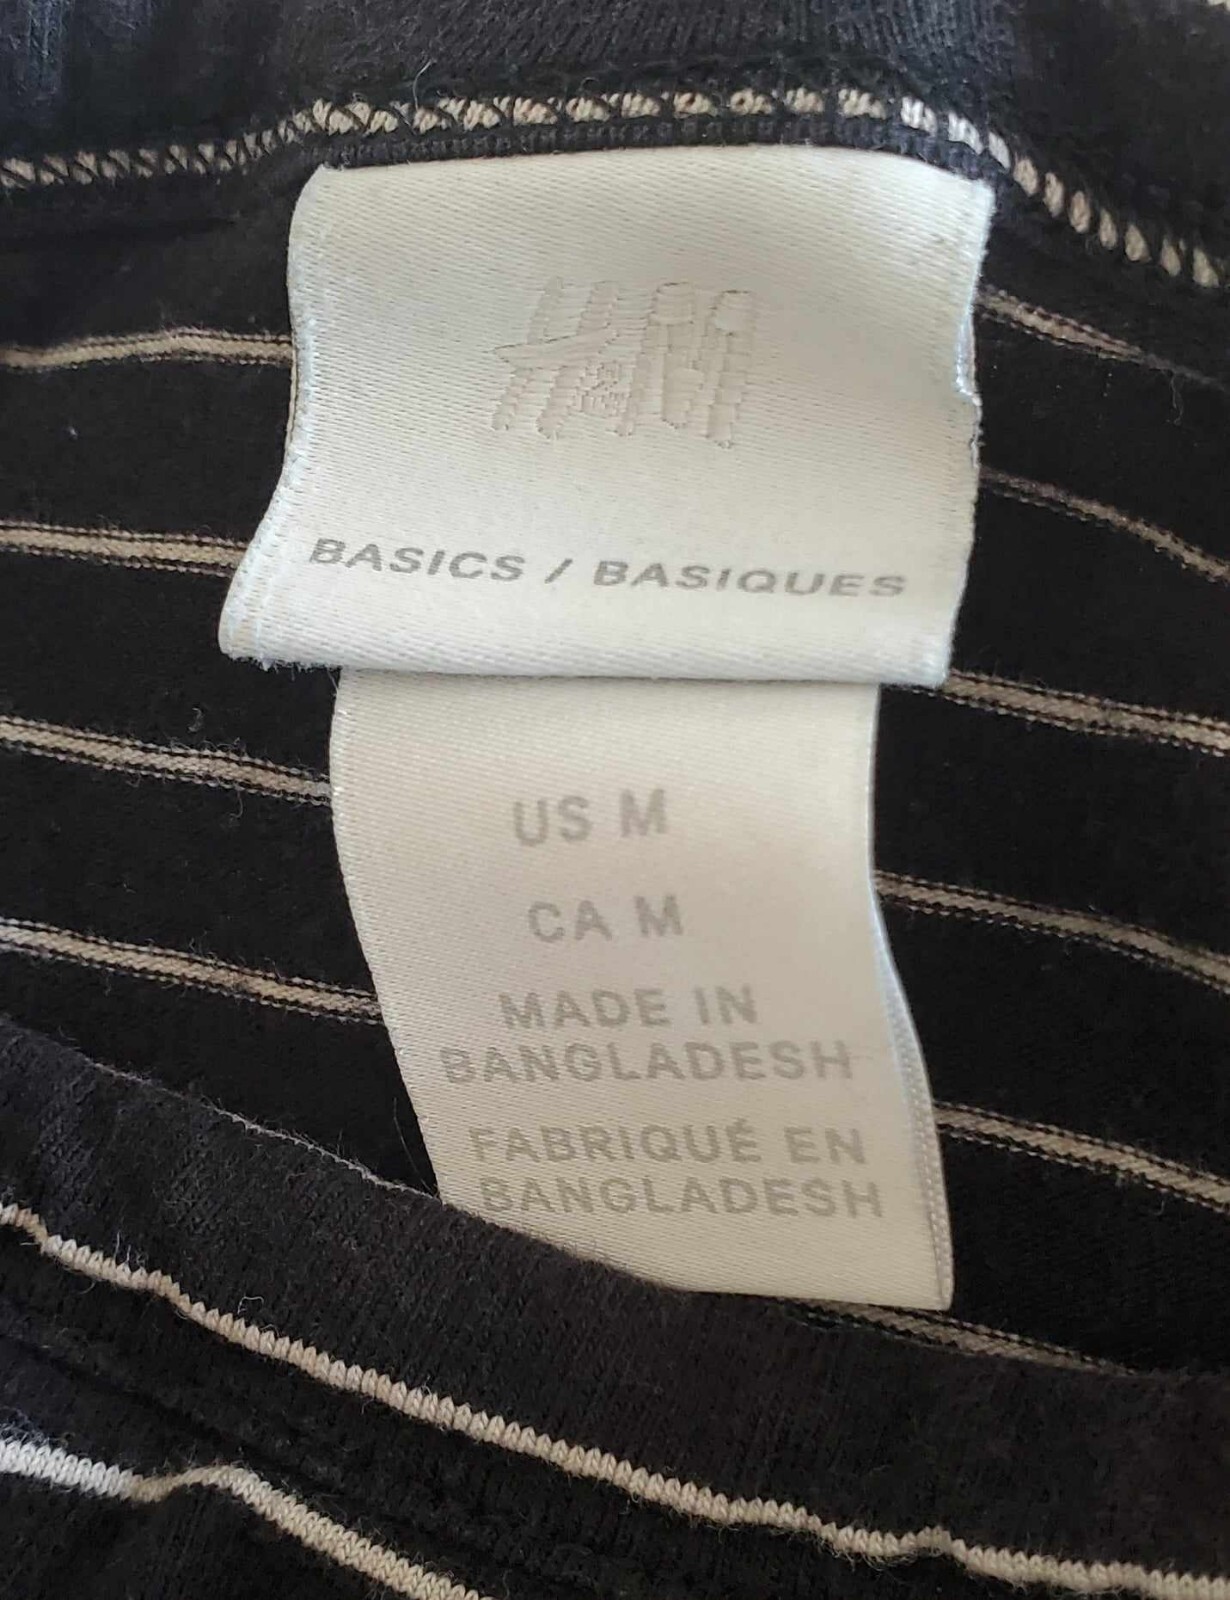 H&M
BASICS / BASIQUES
US M
CA M
MADE IN
BANGLADESH
FABRIQUÉ EN
BANGLADESH